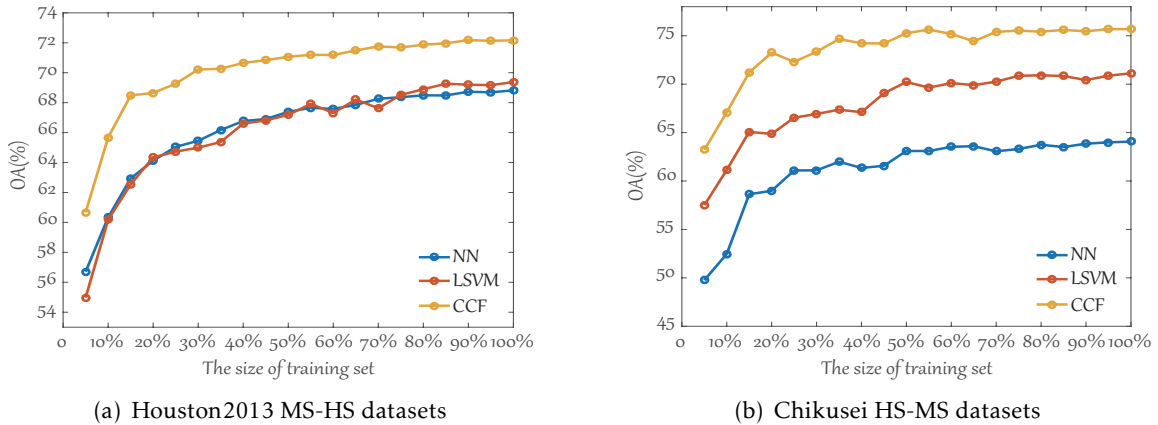 74
72
70
68
66
64
62
60
58
56
54
OA(%)
0 10% 20% 30% 40% 50% 60% 70% 80% 90% 100%
The size of training set
NN
LSVM
CCF
(a) Houston2013 MS-HS datasets
75
70
65
60
55
50
45
OA(%)
0 10% 20% 30% 40% 50% 60% 70% 80% 90% 100%
The size of training set
NN
LSVM
CCF
(b) Chikusei HS-MS datasets